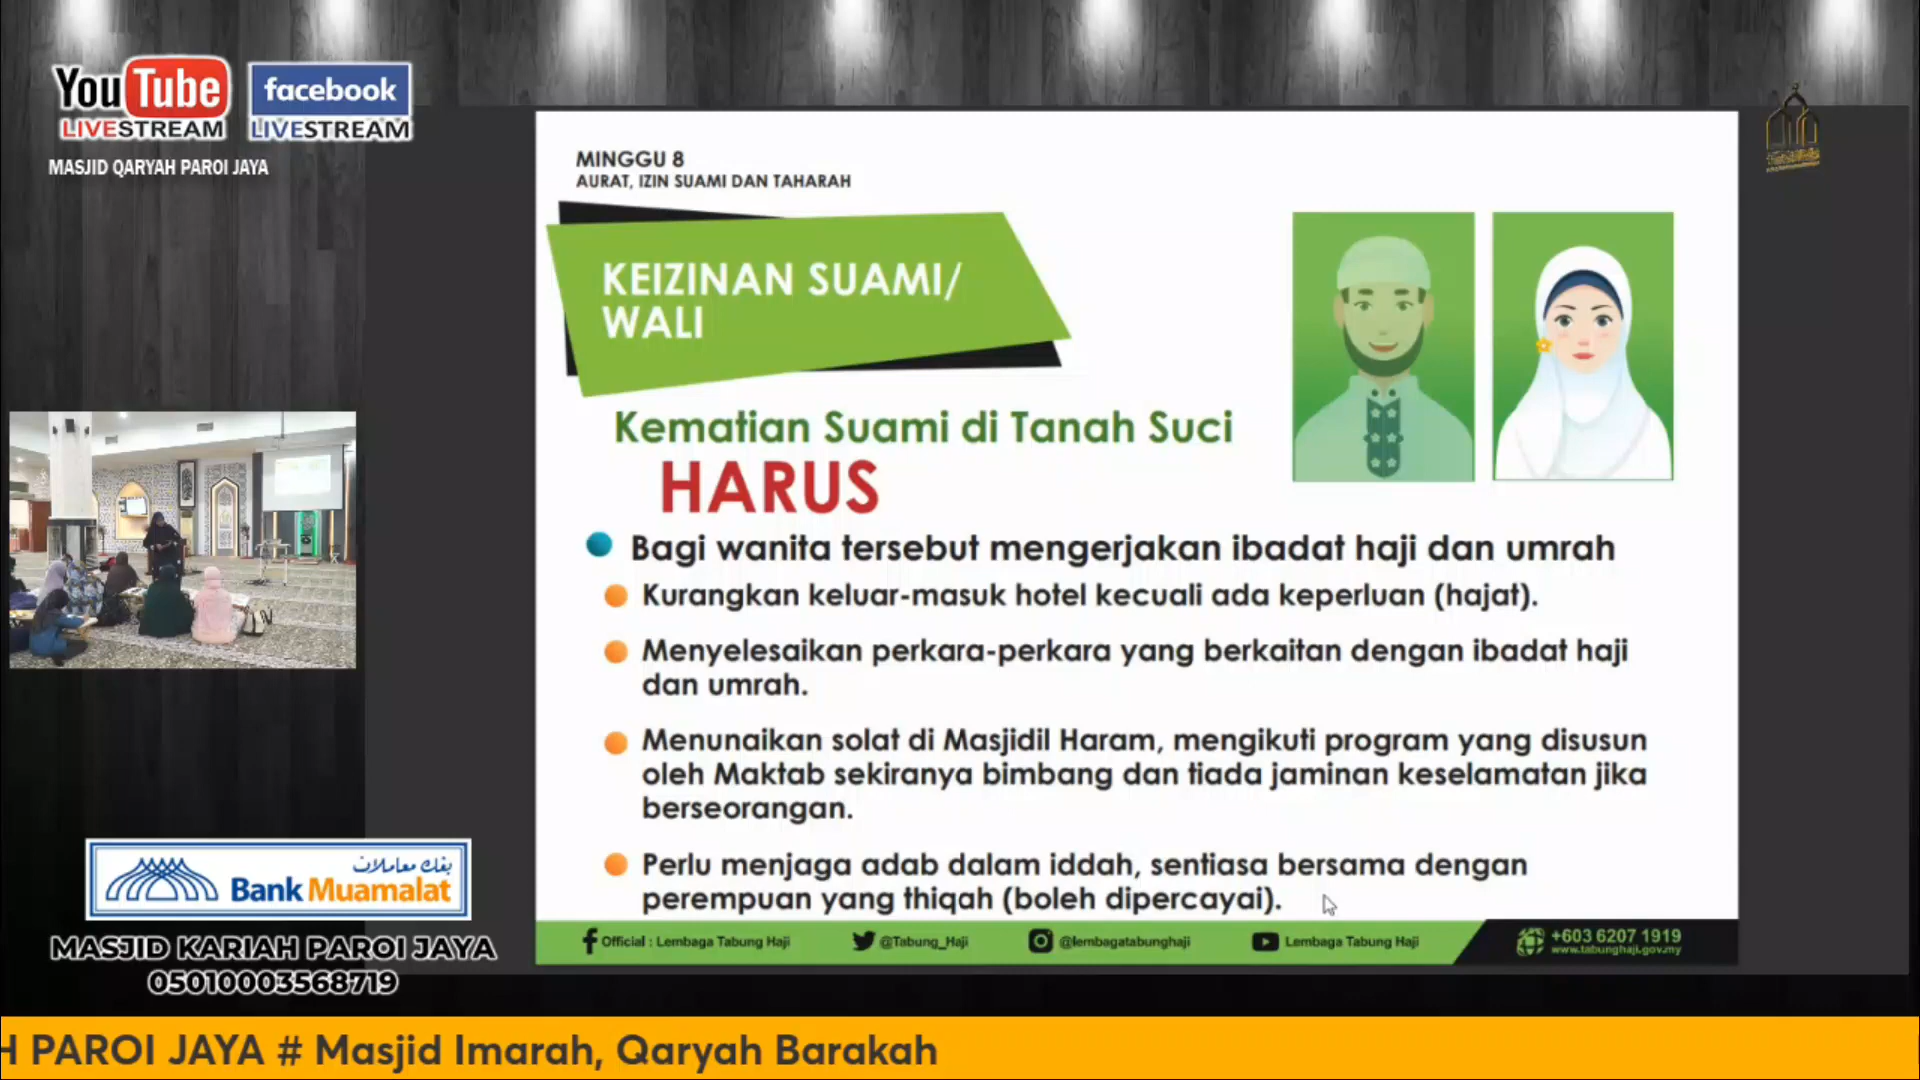 YouTube
LIVESTREAM
facebook
LIVESTREAM
MASJID QARYAH PAROI JAYA
MINGGU 8
AURAT, IZIN SUAMI DAN TAHARAH
KEIZINAN SUAMI/
WALI
Kematian Suami di Tanah Suci
HARUS
Bagi wanita tersebut mengerjakan ibadat haji dan umrah
Kurangkan keluar-masuk hotel kecuali ada keperluan (hajat).
Menyelesaikan perkara-perkara yang berkaitan dengan ibadat haji
dan umrah.
Menunaikan solat di Masjidil Haram, mengikuti program yang disusun
oleh Maktab sekiranya bimbang dan tiada jaminan keselamatan jika
berseorangan.
Perlu menjaga adab dalam iddah, sentiasa bersama dengan
perempuan yang thiqah (boleh dipercayai).
Official : Lembaga Tabung Haji
@Tabung_Haji
@lembagatabunghaji
Lembaga Tabung Haji
+603 6207 1919
www.tabunghaji.gov.my
بنك معاملات
Bank Muamalat
MASJID KARIAH PAROI JAYA
05010003568719
H PAROI JAYA # Masjid Imarah, Qaryah Barakah